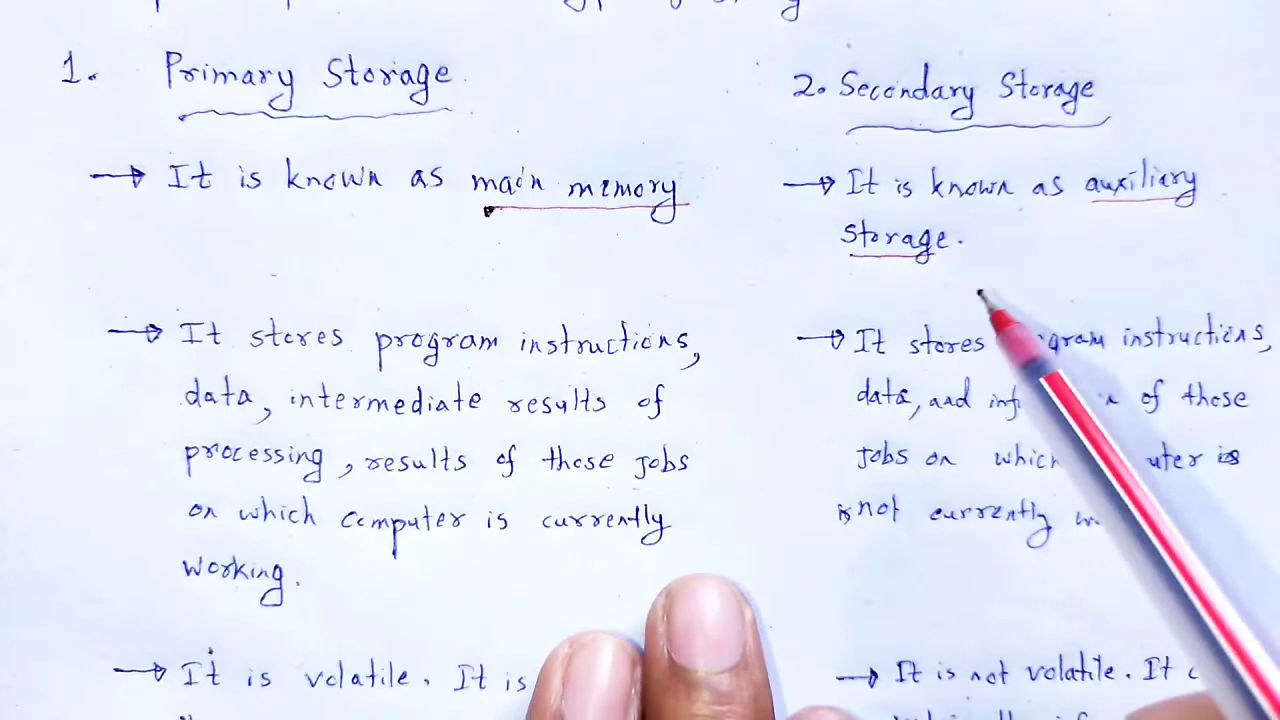 1. Primary Storage
→ It is known as main memory
→ It stores program instructions,
data, intermediate results of
processing, results of those jobs
on which computer is currently
working.
→ It is volatile. It is
2. Secondary Storage
→ It is known as auxiliary
storage.
→ It stores instructions,
data, and of those
jobs on which is
is not currently
→ It is not volatile. It